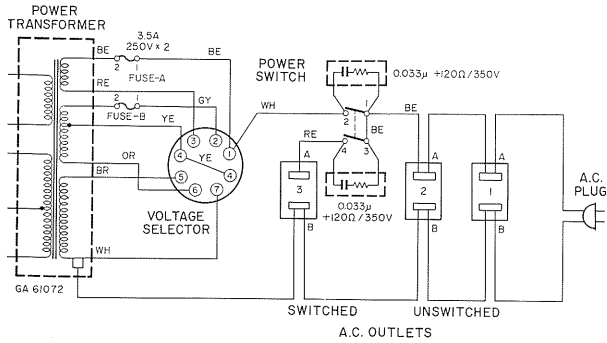 POWER
TRANSFORMER
3.5A
250V × 2
BE
BE
2 1
FUSE-A
POWER
SWITCH
0.033μ +120Ω/350V
RE
2 1
GY
FUSE-B
WH
2 1
BE
YE
3 2 1
4 YE 4
5 6 7
RE
4 3
BE
OR
BR
A
3
B
A
2
B
A
1
B
A.C.
PLUG
VOLTAGE
SELECTOR
0.033μ
+120Ω/350V
WH
GA 61072
SWITCHED
UNSWITCHED
A.C. OUTLETS